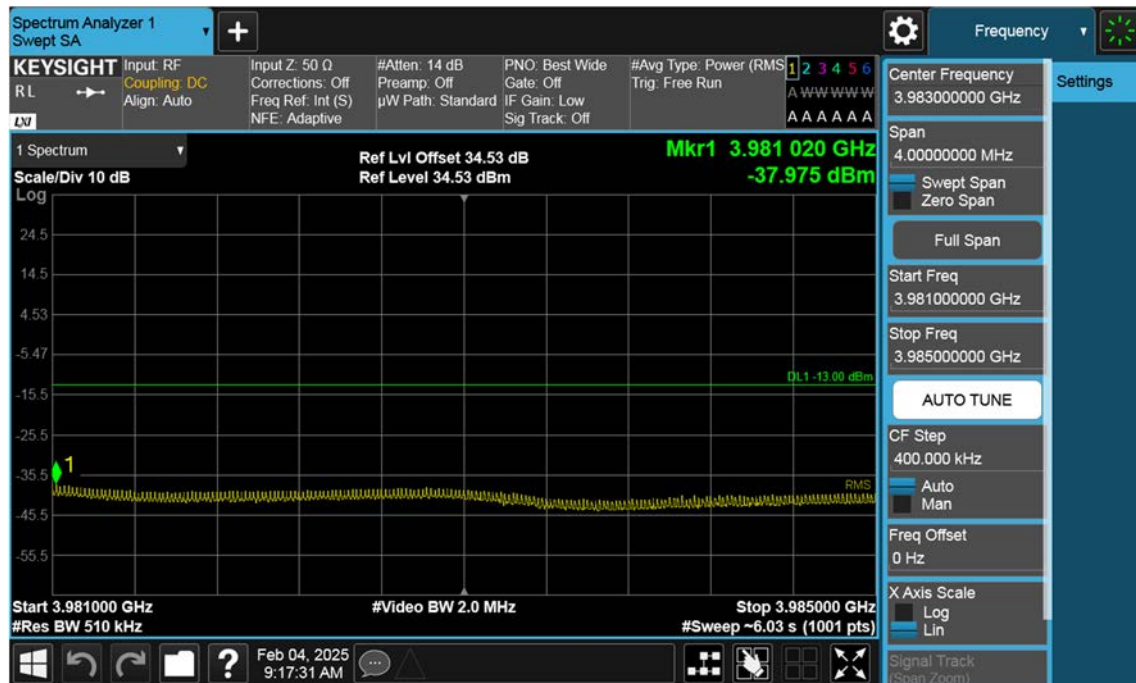 Spectrum Analyzer 1
Swept SA
+
Frequency
KEYSIGHT
RL
LXI
Input: RF
Coupling: DC
Align: Auto
Input Z: 50 Ω
Corrections: Off
Freq Ref: Int (S)
NFE: Adaptive
#Atten: 14 dB
Preamp: Off
µW Path: Standard
PNO: Best Wide
Gate: Off
IF Gain: Low
Sig Track: Off
#Avg Type: Power (RMS
Trig: Free Run
1 2 3 4 5 6
A W W W W W
A A A A A A
1 Spectrum
Scale/Div 10 dB
Ref Lvl Offset 34.53 dB
Ref Level 34.53 dBm
Mkr1 3.981 020 GHz
-37.975 dBm
Log
24.5
14.5
4.53
-5.47
DL1 -13.00 dBm
-15.5
-25.5
1
-35.5
RMS
-45.5
-55.5
Start 3.981000 GHz
#Video BW 2.0 MHz
Stop 3.985000 GHz
#Res BW 510 kHz
#Sweep ~6.03 s (1001 pts)
?
Feb 04, 2025
9:17:31 AM
Center Frequency
3.983000000 GHz
Span
4.00000000 MHz
Swept Span
Zero Span
Full Span
Start Freq
3.981000000 GHz
Stop Freq
3.985000000 GHz
AUTO TUNE
CF Step
400.000 kHz
Auto
Man
Freq Offset
0 Hz
X Axis Scale
Log
Lin
Signal Track
(Span Zoom)
Settings